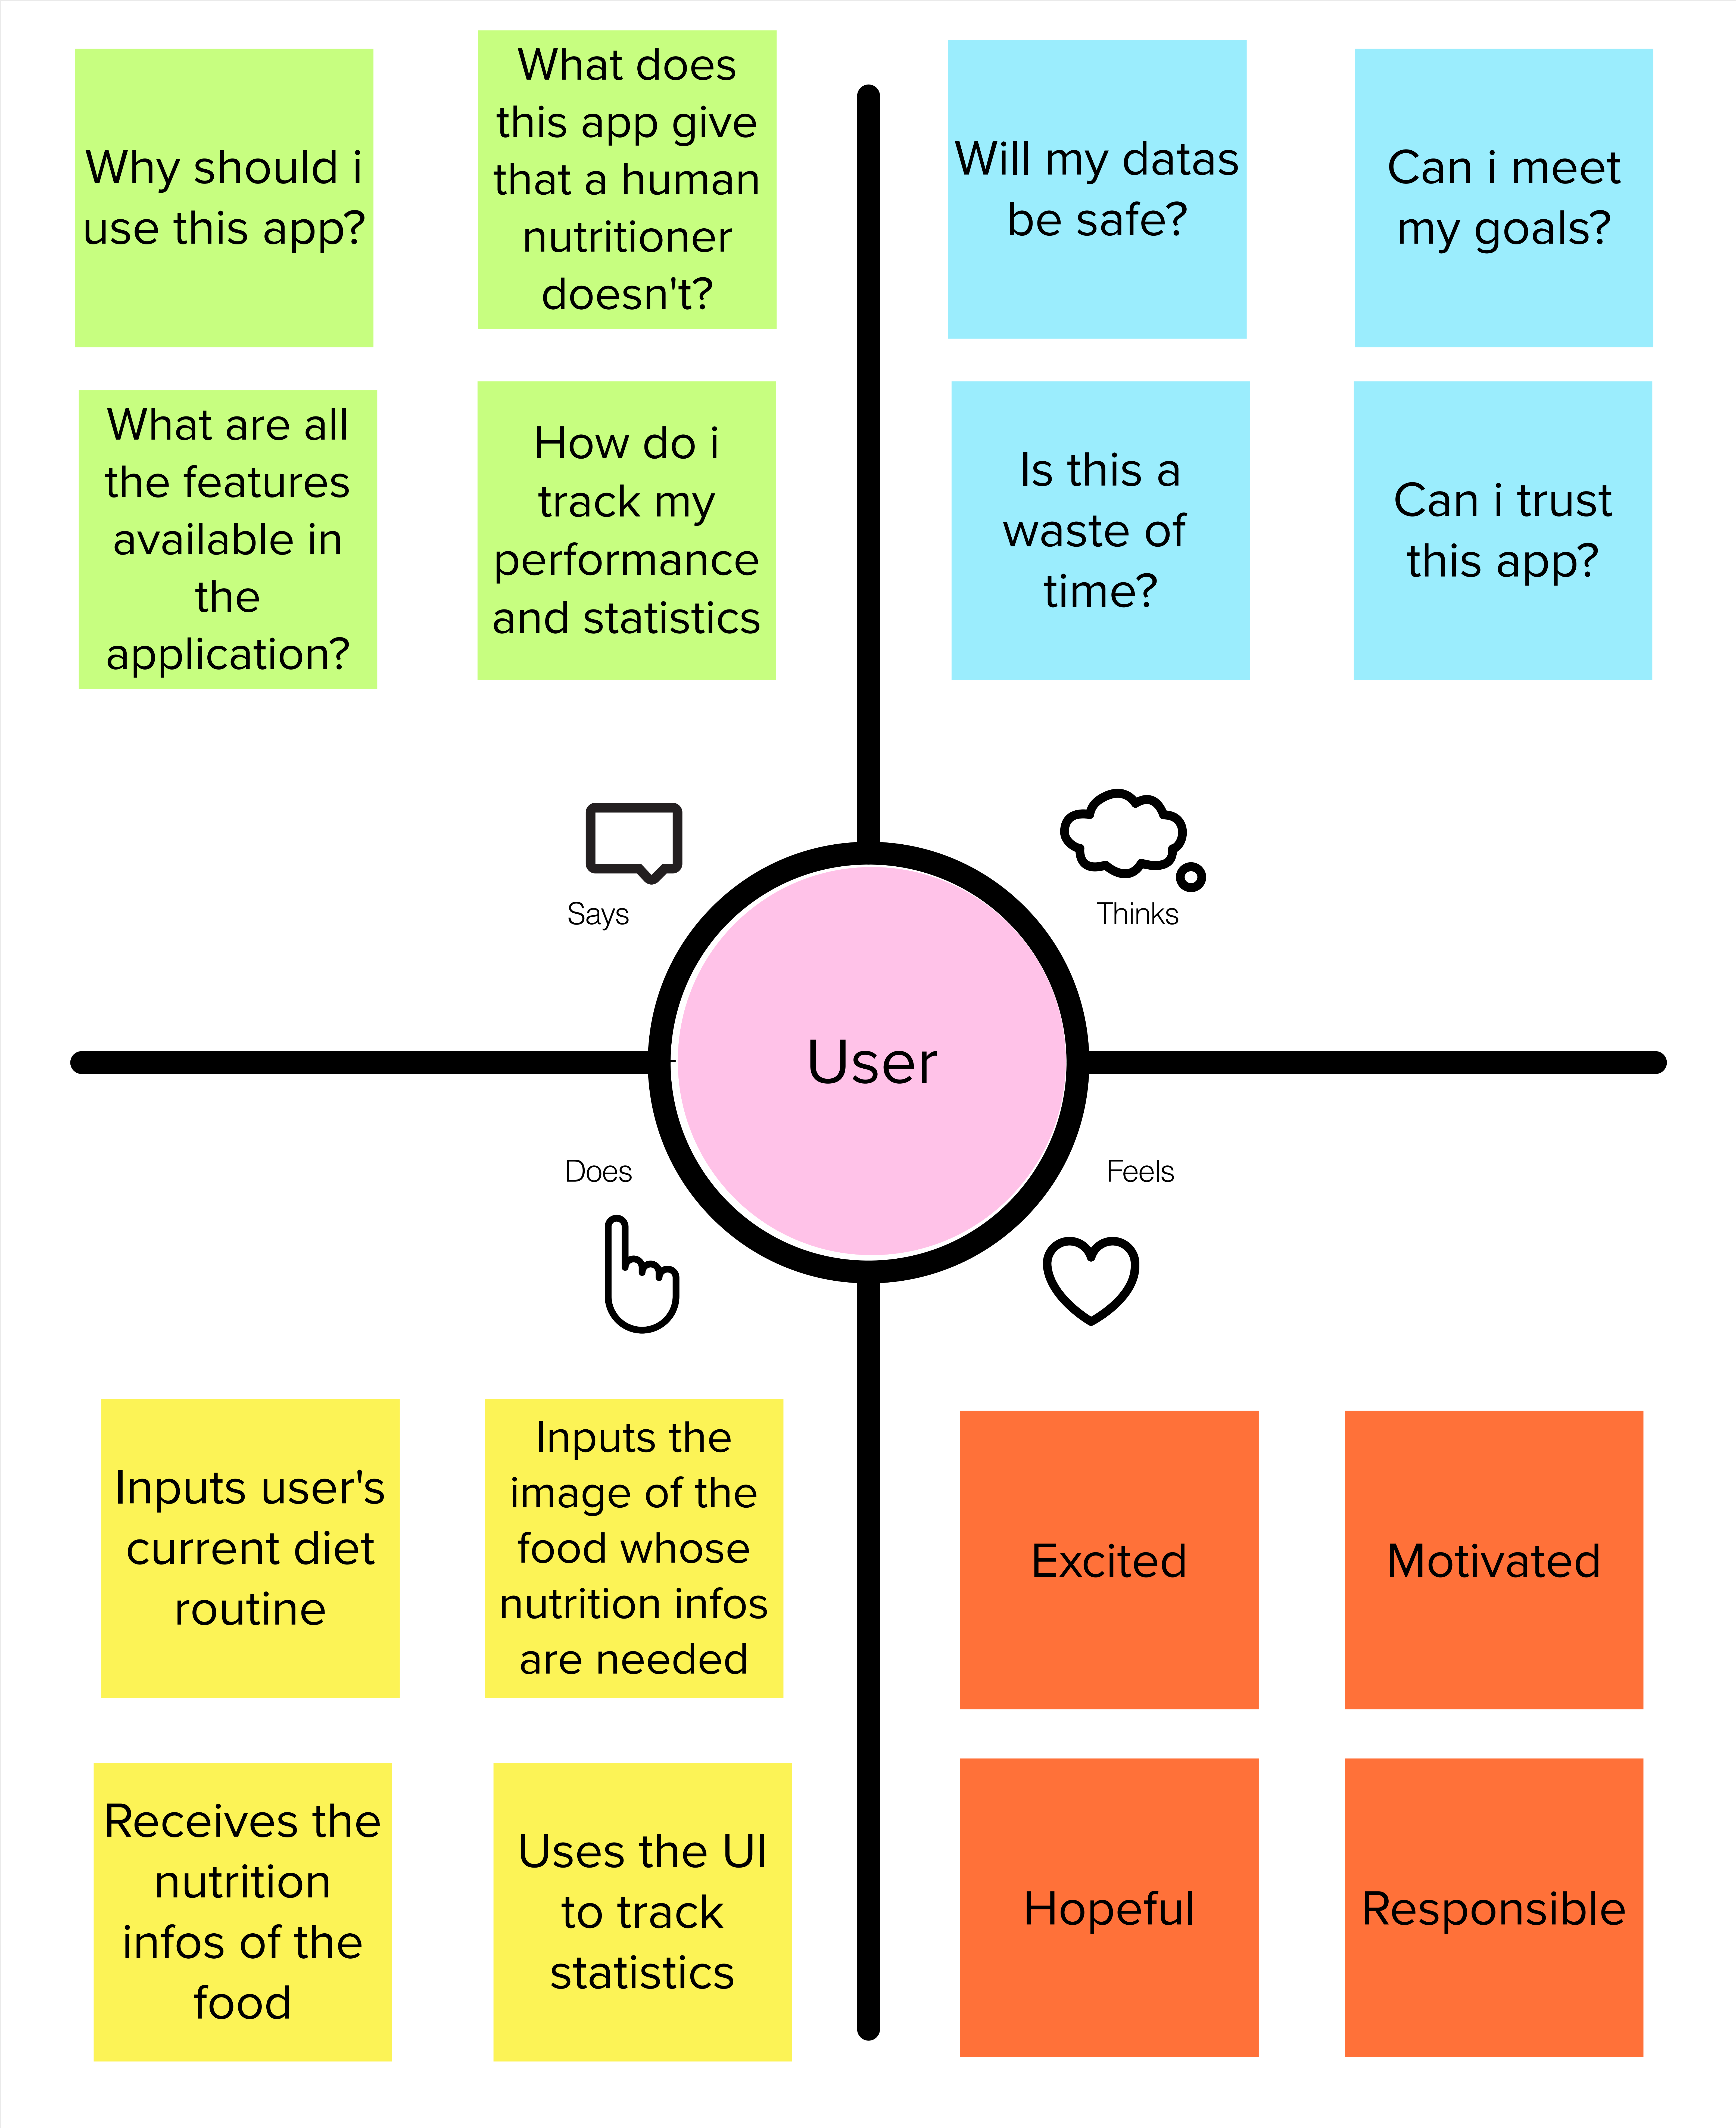 Why should i
use this app?
What does
this app give
that a human
nutritioner
doesn't?
What are all
the features
available in
the
application?
How do i
track my
performance
and statistics
Will my datas
be safe?
Can i meet
my goals?
Is this a
waste of
time?
Can i trust
this app?
Says
Thinks
User
Does
Feels
Inputs user's
current diet
routine
Inputs the
image of the
food whose
nutrition infos
are needed
Receives the
nutrition
infos of the
food
Uses the UI
to track
statistics
Excited
Motivated
Hopeful
Responsible